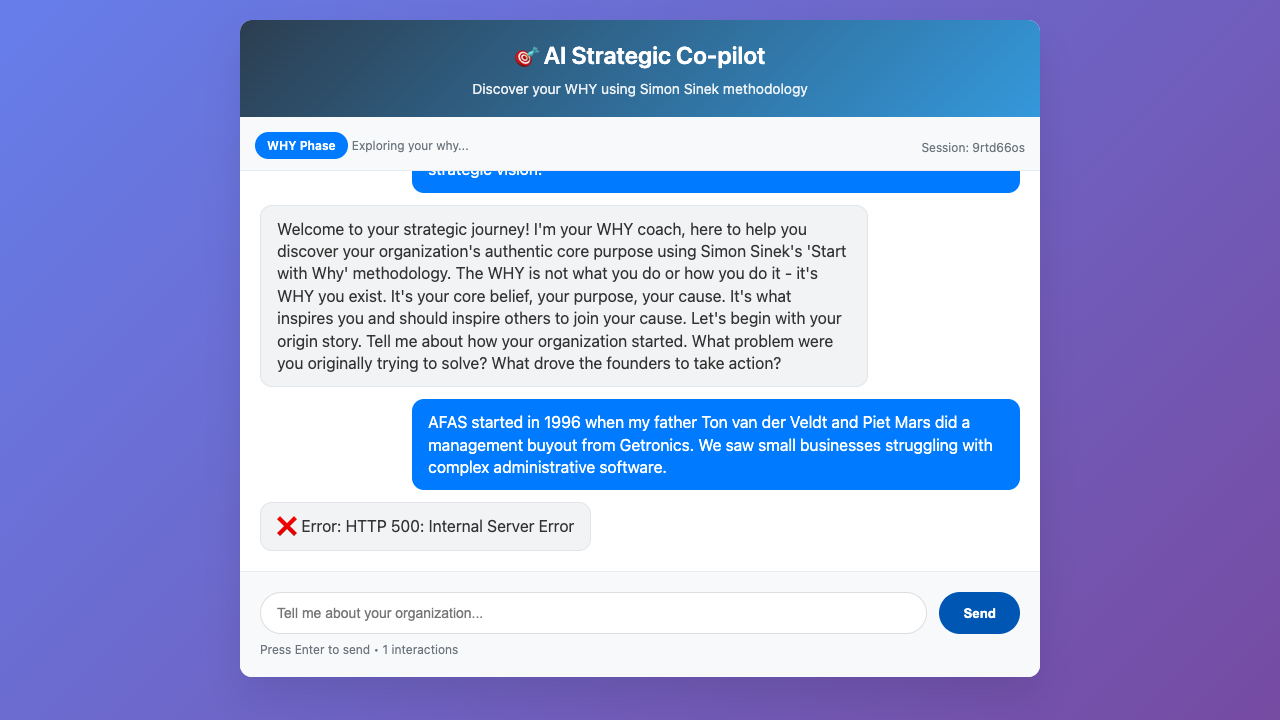 🎯 AI Strategic Co-pilot
Discover your WHY using Simon Sinek methodology
WHY Phase Exploring your why...
Session: 9rtd66os
strategic vision.
Welcome to your strategic journey! I'm your WHY coach, here to help you
discover your organization's authentic core purpose using Simon Sinek's 'Start
with Why' methodology. The WHY is not what you do or how you do it - it's
WHY you exist. It's your core belief, your purpose, your cause. It's what
inspires you and should inspire others to join your cause. Let's begin with your
origin story. Tell me about how your organization started. What problem were
you originally trying to solve? What drove the founders to take action?
AFAS started in 1996 when my father Ton van der Veldt and Piet Mars did a
management buyout from Getronics. We saw small businesses struggling with
complex administrative software.
❌ Error: HTTP 500: Internal Server Error
Tell me about your organization...
Send
Press Enter to send • 1 interactions